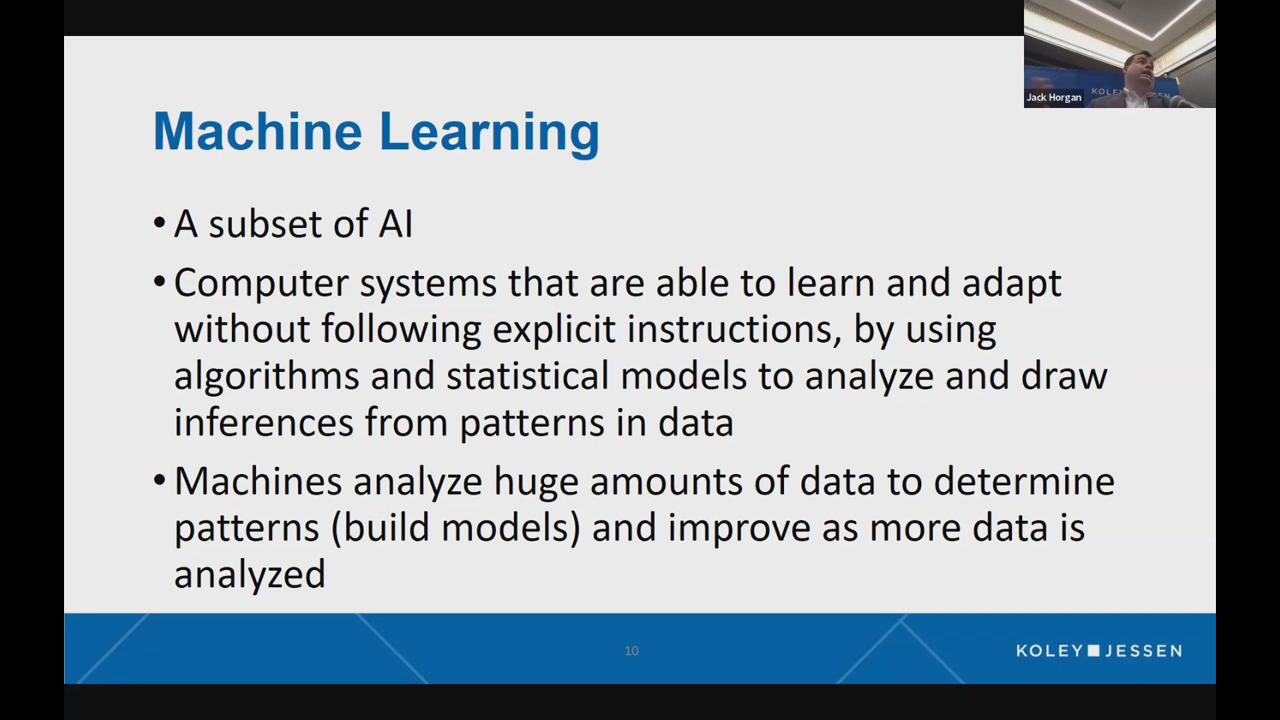 Machine Learning
• A subset of AI
• Computer systems that are able to learn and adapt
without following explicit instructions, by using
algorithms and statistical models to analyze and draw
inferences from patterns in data
• Machines analyze huge amounts of data to determine
patterns (build models) and improve as more data is
analyzed
10
KOLEY JESSEN
Jack Horgan